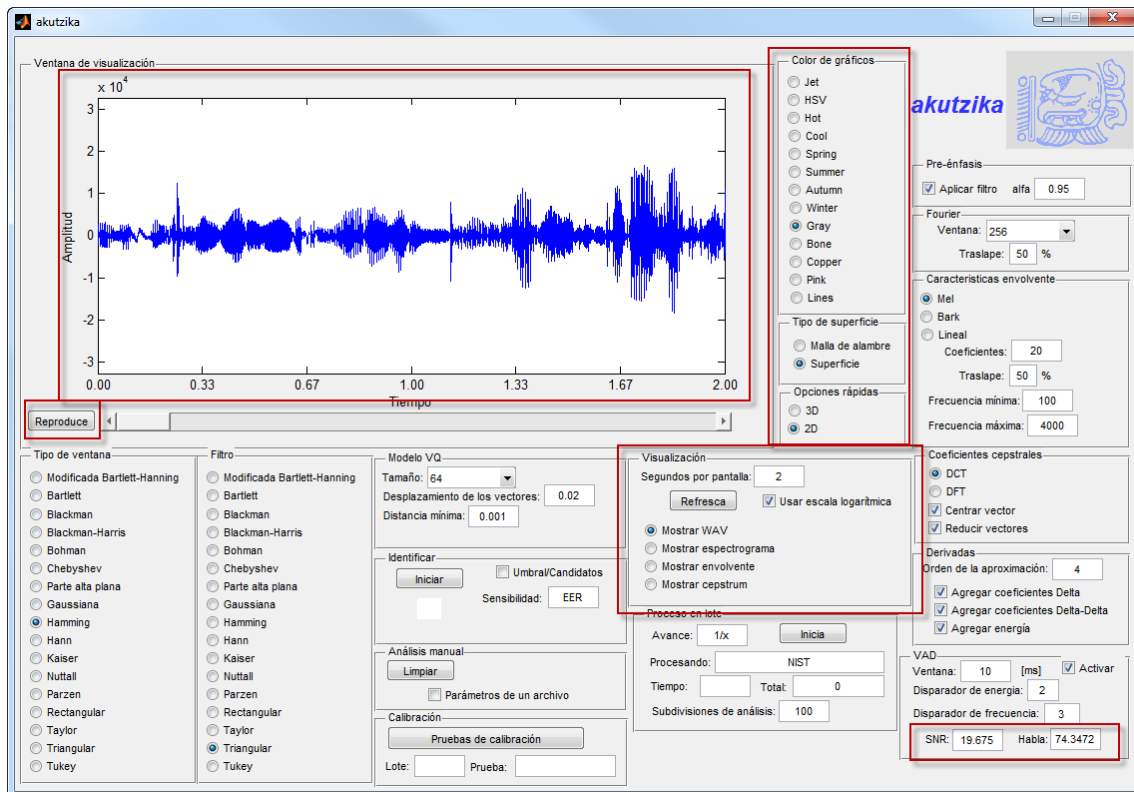 akutzika
Ventana de visualización
x 10^4
3
2
1
0
-1
-2
-3
Amplitud
0.00 0.33 0.67 1.00 1.33 1.67 2.00
Tiempo
Reproduce
Color de gráficos
Jet
HSV
Hot
Cool
Spring
Summer
Autumn
Winter
Gray
Bone
Copper
Pink
Lines
Tipo de superficie
Malla de alambre
Superficie
Opciones rápidas
3D
2D
akutzika
Pre-énfasis
Aplicar filtro alfa 0.95
Fourier
Ventana: 256
Traslape: 50 %
Caracteristicas envolvente
Mel
Bark
Lineal
Coeficientes: 20
Traslape: 50 %
Frecuencia mínima: 100
Frecuencia máxima: 4000
Tipo de ventana
Modificada Bartlett-Hanning
Bartlett
Blackman
Blackman-Harris
Bohman
Chebyshev
Parte alta plana
Gaussiana
Hamming
Hann
Kaiser
Nuttall
Parzen
Rectangular
Taylor
Triangular
Tukey
Filtro
Modificada Bartlett-Hanning
Bartlett
Blackman
Blackman-Harris
Bohman
Chebyshev
Parte alta plana
Gaussiana
Hamming
Hann
Kaiser
Nuttall
Parzen
Rectangular
Taylor
Triangular
Tukey
Modelo VQ
Tamaño: 64
Desplazamiento de los vectores: 0.02
Distancia mínima: 0.001
Identificar
Iniciar Umbral/Candidatos
Sensibilidad: EER
Análisis manual
Limpiar
Parámetros de un archivo
Calibración
Pruebas de calibración
Lote: Prueba:
Visualización
Segundos por pantalla: 2
Refresca Usar escala logarítmica
Mostrar WAV
Mostrar espectrograma
Mostrar envolvente
Mostrar cepstrum
Proceso en lote
Avance: 1/x Inicia
Procesando: NIST
Tiempo: Total: 0
Subdivisiones de análisis: 100
Coeficientes cepstrales
DCT
DFT
Centrar vector
Reducir vectores
Derivadas
Orden de la aproximación: 4
Agregar coeficientes Delta
Agregar coeficientes Delta-Delta
Agregar energía
VAD
Ventana: 10 [ms] Activar
Disparador de energia: 2
Disparador de frecuencia: 3
SNR: 19.675 Habla: 74.3472